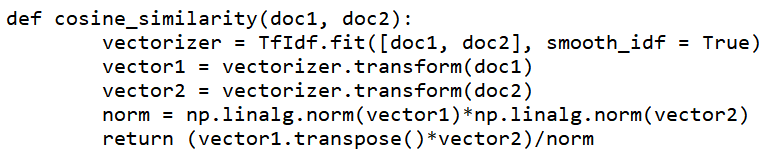 def cosine_similarity(doc1, doc2):
        vectorizer = TfIdf.fit([doc1, doc2], smooth_idf = True)
        vector1 = vectorizer.transform(doc1)
        vector2 = vectorizer.transform(doc2)
        norm = np.linalg.norm(vector1)*np.linalg.norm(vector2)
        return (vector1.transpose()*vector2)/norm